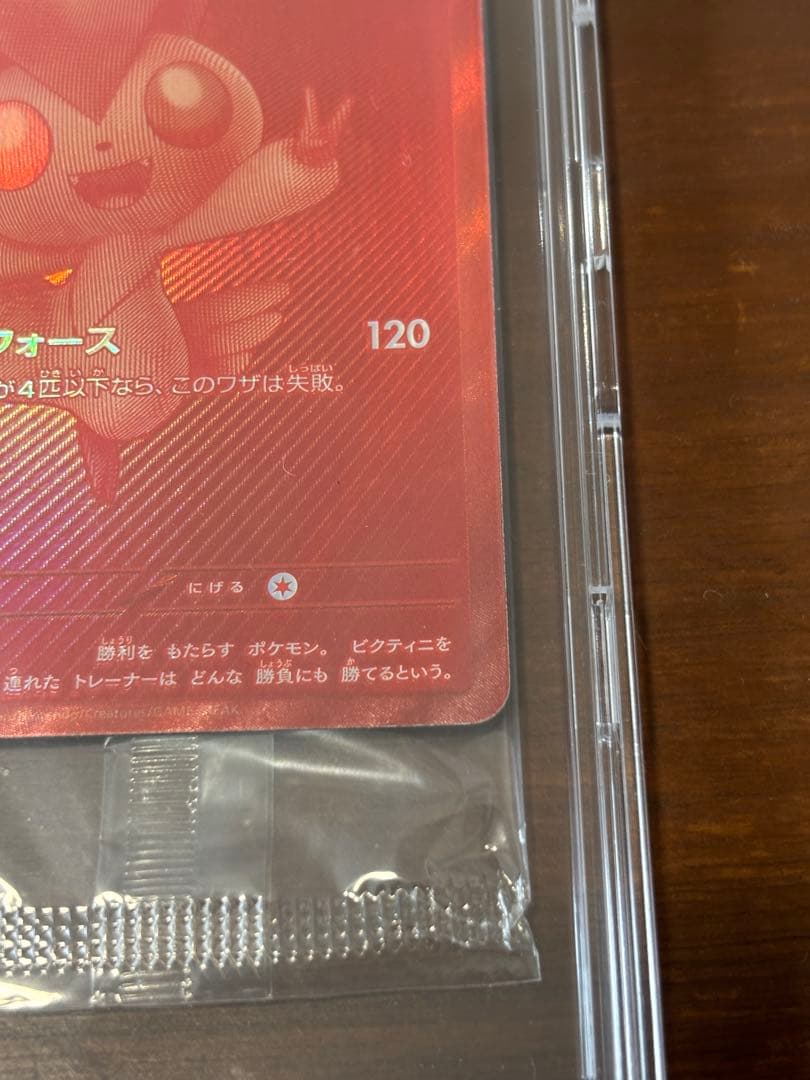 フォース 120
が4匹以下なら、このワザは失敗。
にげる
勝利を もたらす ポケモン。 ビクティニを
連れた トレーナーは どんな 勝負にも 勝てるという。
/Creatures/GAME FREAK